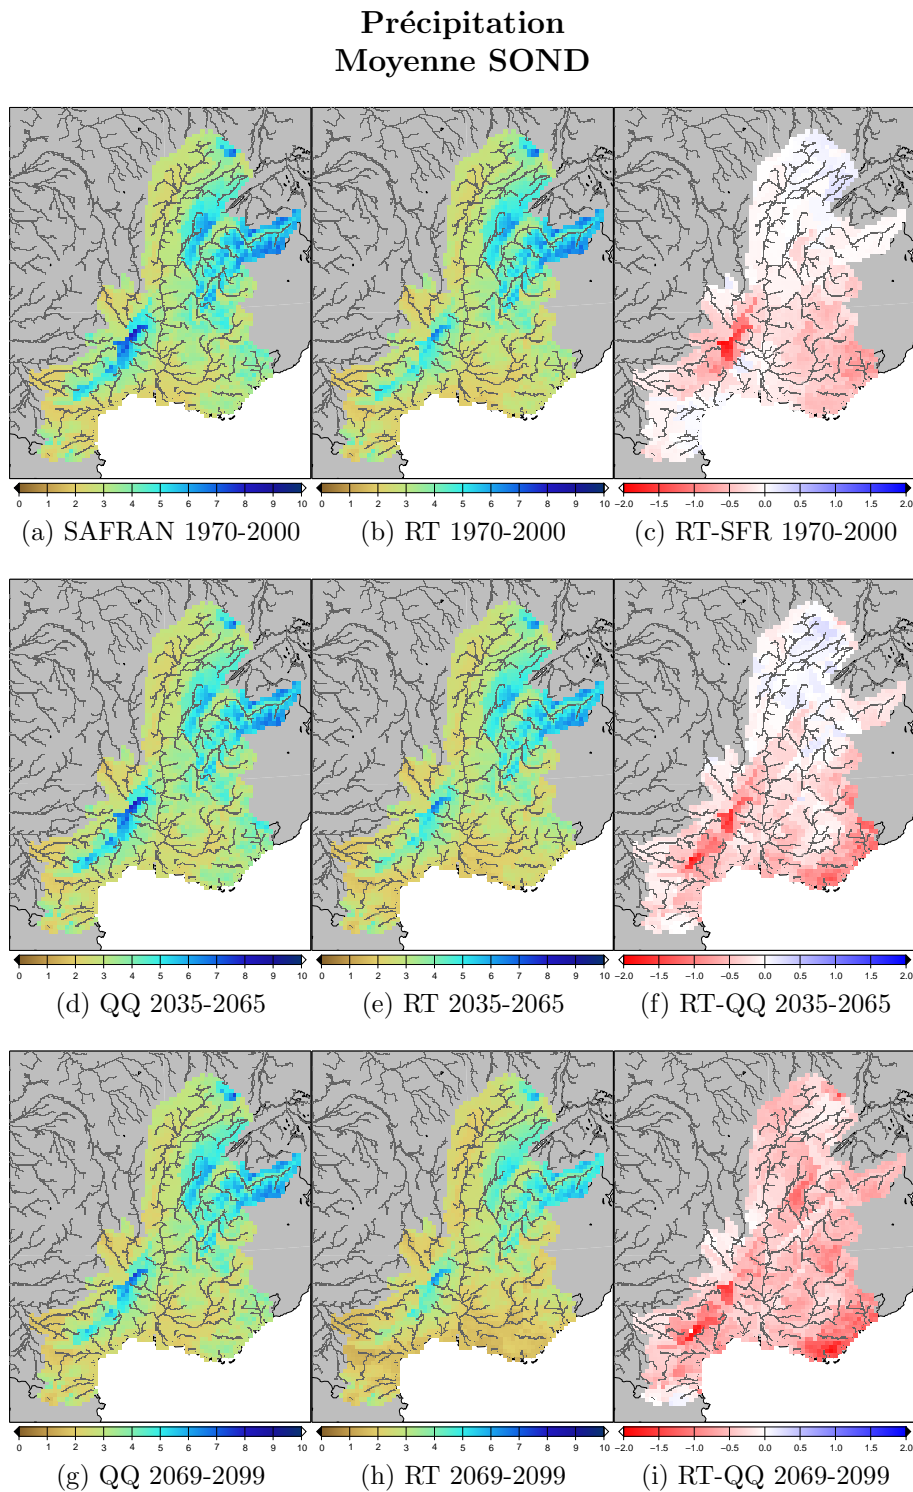 Précipitation
Moyenne SOND
0 1 2 3 4 5 6 7 8 9 10
0 1 2 3 4 5 6 7 8 9 10
−2.0 −1.5 −1.0 −0.5 0.0 0.5 1.0 1.5 2.0
(a) SAFRAN 1970-2000
(b) RT 1970-2000
(c) RT-SFR 1970-2000
0 1 2 3 4 5 6 7 8 9 10
0 1 2 3 4 5 6 7 8 9 10
−2.0 −1.5 −1.0 −0.5 0.0 0.5 1.0 1.5 2.0
(d) QQ 2035-2065
(e) RT 2035-2065
(f) RT-QQ 2035-2065
0 1 2 3 4 5 6 7 8 9 10
0 1 2 3 4 5 6 7 8 9 10
−2.0 −1.5 −1.0 −0.5 0.0 0.5 1.0 1.5 2.0
(g) QQ 2069-2099
(h) RT 2069-2099
(i) RT-QQ 2069-2099